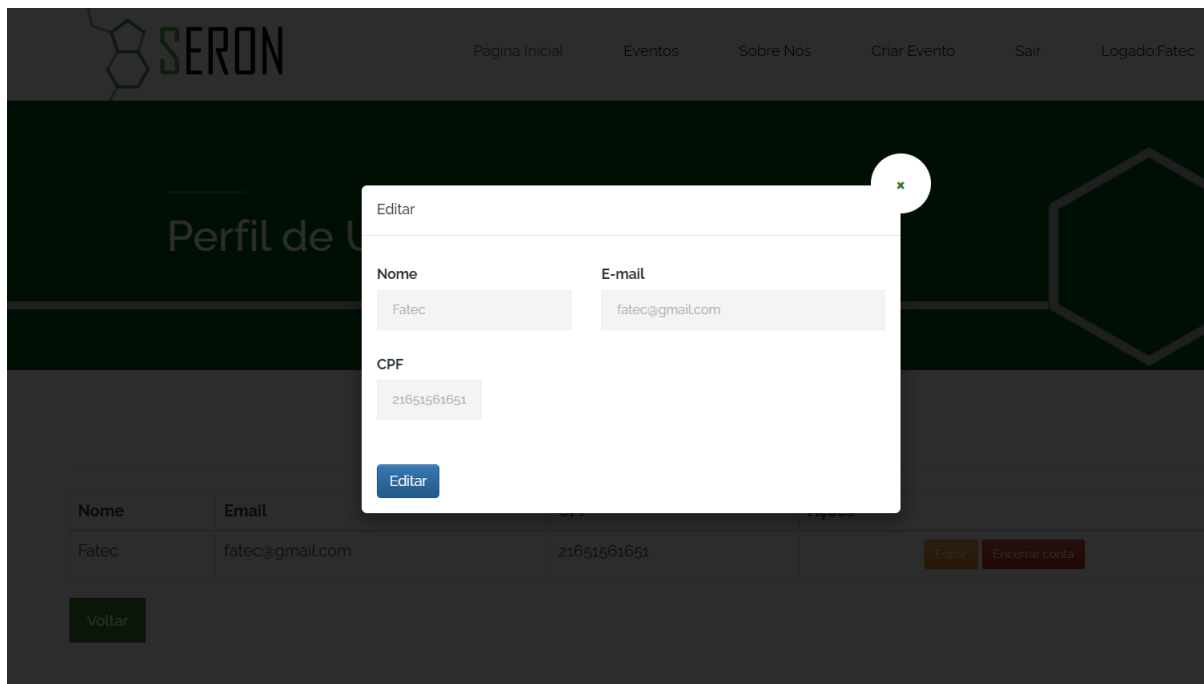 SERON
Página Inicial Eventos Sobre Nós Criar Evento Sair Logado:Fatec
Perfil de
×
Editar
Nome E-mail
Fatec fatec@gmail.com
CPF
21651561651
Editar
Nome Email Ações
Fatec fatec@gmail.com 21651561651 Editar Encerrar conta
Voltar